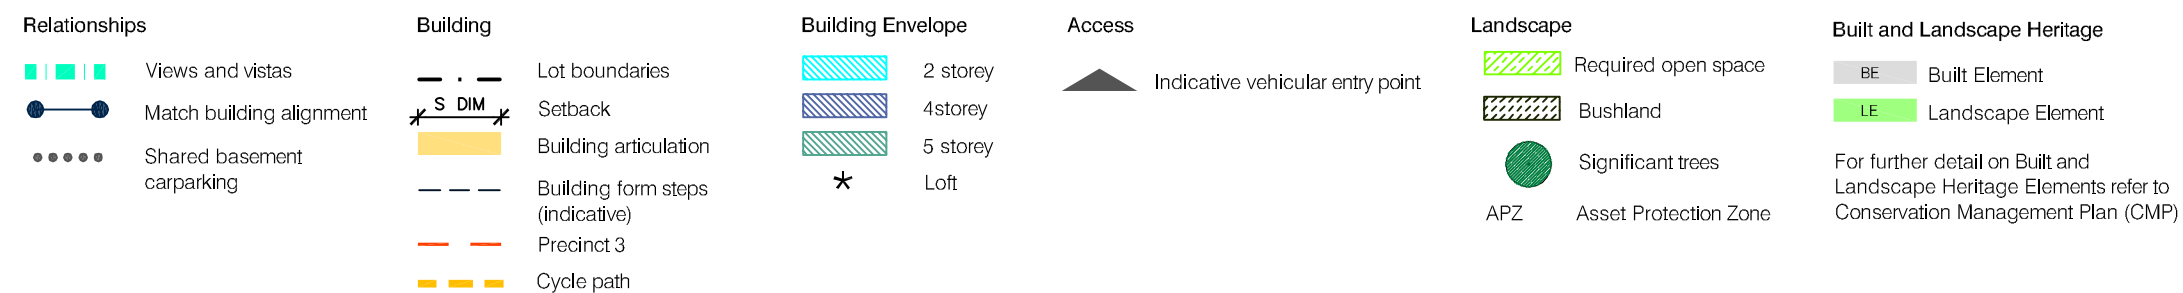 Relationships
Views and vistas
Match building alignment
Shared basement
carparking
Building
Lot boundaries
S DIM
Setback
Building articulation
Building form steps
(indicative)
Precinct 3
Cycle path
Building Envelope
2 storey
4storey
5 storey
* Loft
Access
Indicative vehicular entry point
Landscape
Required open space
Bushland
Significant trees
APZ Asset Protection Zone
Built and Landscape Heritage
BE Built Element
LE Landscape Element
For further detail on Built and
Landscape Heritage Elements refer to
Conservation Management Plan (CMP)